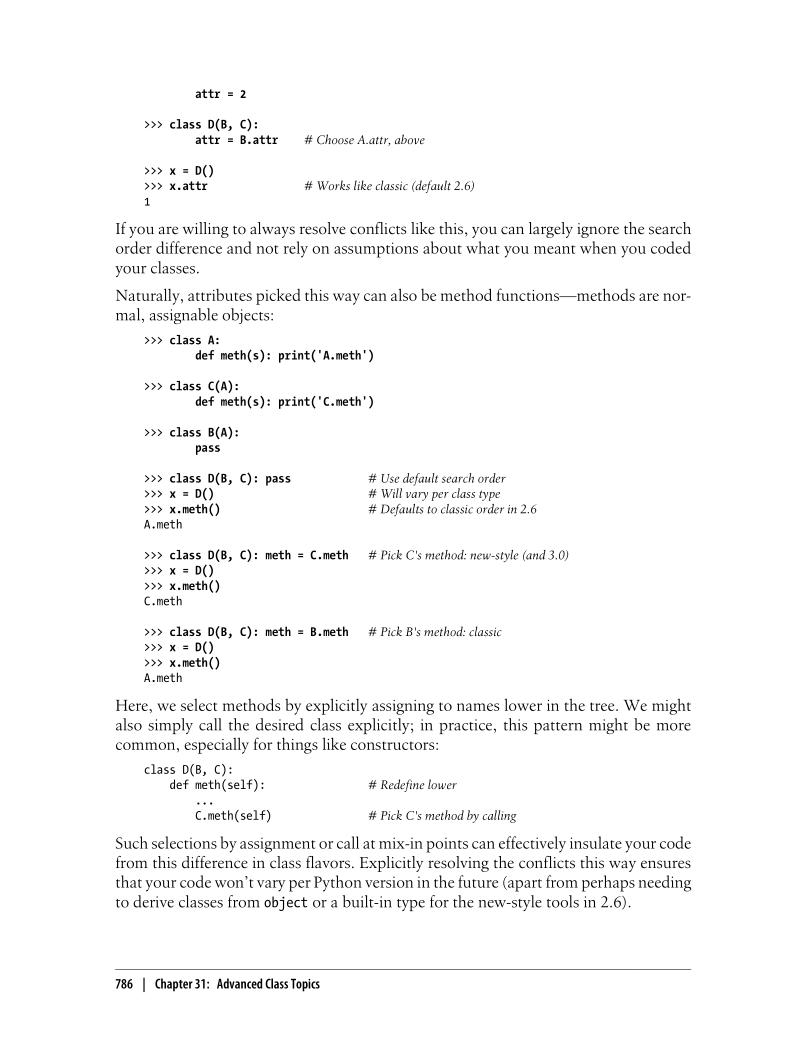 attr = 2
>>> class D(B, C):
attr = B.attr    # Choose A.attr, above
>>> x = D()
>>> x.attr    # Works like classic (default 2.6)
1
If you are willing to always resolve conflicts like this, you can largely ignore the search
order difference and not rely on assumptions about what you meant when you coded
your classes.
Naturally, attributes picked this way can also be method functions—methods are nor-
mal, assignable objects:
>>> class A:
def meth(s): print('A.meth')
>>> class C(A):
def meth(s): print('C.meth')
>>> class B(A):
pass
>>> class D(B, C): pass    # Use default search order
>>> x = D()    # Will vary per class type
>>> x.meth()    # Defaults to classic order in 2.6
A.meth
>>> class D(B, C): meth = C.meth    # Pick C's method: new-style (and 3.0)
>>> x = D()
>>> x.meth()
C.meth
>>> class D(B, C): meth = B.meth    # Pick B's method: classic
>>> x = D()
>>> x.meth()
A.meth
Here, we select methods by explicitly assigning to names lower in the tree. We might
also simply call the desired class explicitly; in practice, this pattern might be more
common, especially for things like constructors:
class D(B, C):
def meth(self):    # Redefine lower
...
C.meth(self)    # Pick C's method by calling
Such selections by assignment or call at mix-in points can effectively insulate your code
from this difference in class flavors. Explicitly resolving the conflicts this way ensures
that your code won't vary per Python version in the future (apart from perhaps needing
to derive classes from object or a built-in type for the new-style tools in 2.6).
786 | Chapter 31: Advanced Class Topics